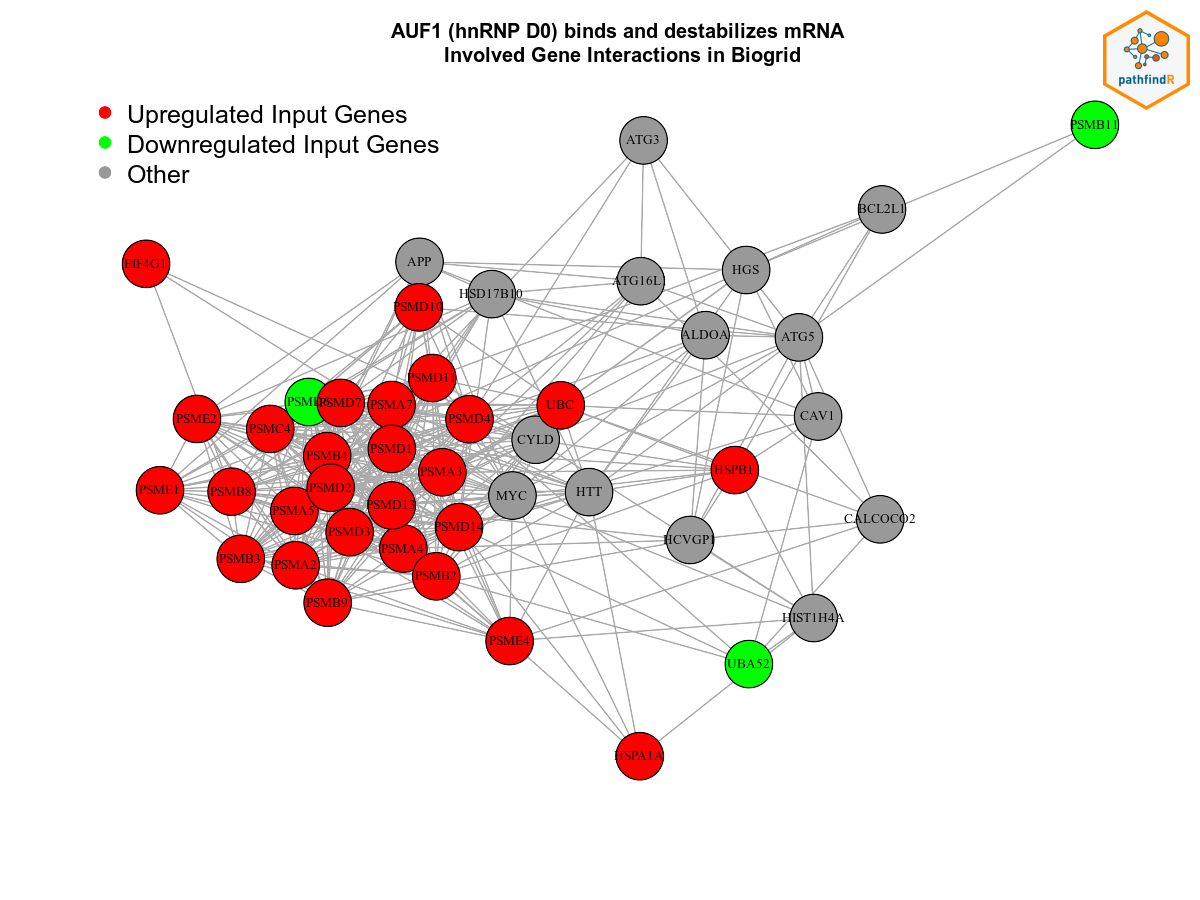 AUF1 (hnRNP D0) binds and destabilizes mRNA
Involved Gene Interactions in Biogrid
pathfindR
Upregulated Input Genes
Downregulated Input Genes
Other
PSMB11
ATG3
BCL2L1
EIF4G1
APP
HGS
ATG16L1
HSD17B10
PSMD10
ALDOA
ATG5
PSMD11
PSMD7
PSMA7
UBC
PSME2
PSMD4
CAV1
PSMC4
CYLD
PSMD1
PSMB4
PSMA3
HSPB1
PSMD2
PSME1
PSMB8
HTT
MYC
PSMD13
PSMA5
CALCOCO2
PSMD14
PSMD3
HCVGP1
PSMA4
PSMB3
PSMA2
PSMB2
PSMB9
HIST1H4A
PSME4
UBA52
HSPA1A